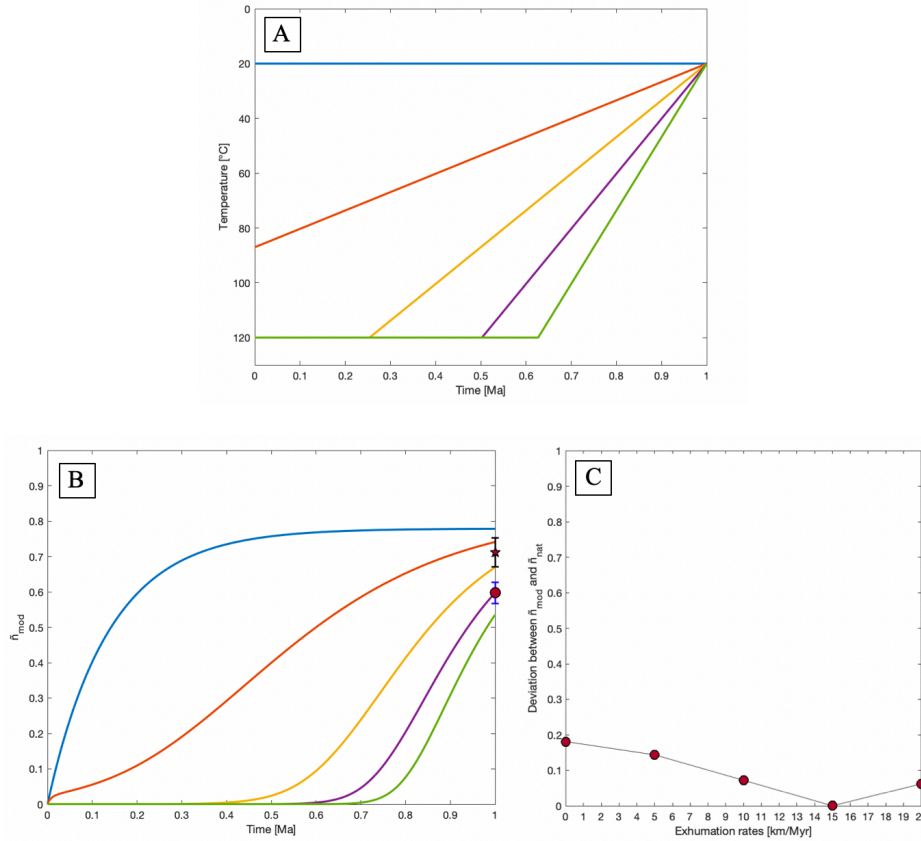 A
0
20
40
60
80
100
120
Temperature [°C]
0 0.1 0.2 0.3 0.4 0.5 0.6 0.7 0.8 0.9 1
Time [Ma]
B
1
0.9
0.8
0.7
0.6
0.5
0.4
0.3
0.2
0.1
0
ñmod
0 0.1 0.2 0.3 0.4 0.5 0.6 0.7 0.8 0.9 1
Time [Ma]
C
1
0.9
0.8
0.7
0.6
0.5
0.4
0.3
0.2
0.1
0
Deviation between ñmod and ñnat
0 1 2 3 4 5 6 7 8 9 10 11 12 13 14 15 16 17 18 19 2
Exhumation rates [km/Myr]